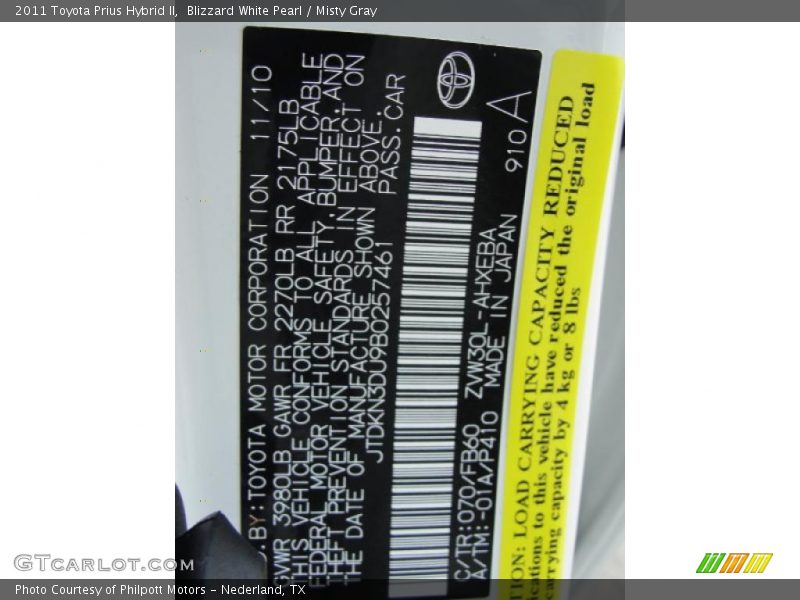 2011 Toyota Prius Hybrid II, Blizzard White Pearl / Misty Gray
BY: TOYOTA MOTOR CORPORATION 11/10
GVWR 3980LB GAWR FR 2270LB RR 2175LB
THIS VEHICLE CONFORMS TO ALL APPLICABLE
FEDERAL MOTOR VEHICLE SAFETY, BUMPER, AND
THEFT PREVENTION STANDARDS IN EFFECT ON
THE DATE OF MANUFACTURE SHOWN ABOVE.
JTDKN3DU9B0257461 PASS.CAR
C/TR:070/FB60 ZVW30L-AHXEBA
A/TM:-01A/P410 MADE IN JAPAN 910 A
LOAD CARRYING CAPACITY REDUCED
to this vehicle have reduced the original load
carrying capacity by 4 kg or 8 lbs
GTCarLot.com
Photo Courtesy of Philpott Motors - Nederland, TX